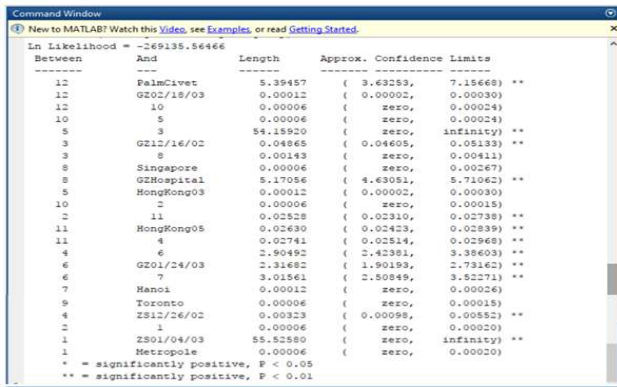 Command Window
New to MATLAB? Watch this Video, see Examples, or read Getting Started.
Ln Likelihood = -269135.56466
Between And Length Approx. Confidence Limits
------- --- ------ ------- ---------- ------
12 PalmCivet 5.39457 ( 3.63253, 7.15668) **
12 GZ02/18/03 0.00012 ( 0.00002, 0.00030)
12 10 0.00006 ( zero, 0.00024)
10 5 0.00006 ( zero, 0.00024)
5 3 54.15920 ( zero, infinity) **
3 GZ12/16/02 0.04865 ( 0.04605, 0.05133) **
3 8 0.00143 ( zero, 0.00411)
8 Singapore 0.00006 ( zero, 0.00267)
8 GZHospital 5.17056 ( 4.63051, 5.71062) **
5 HongKong03 0.00012 ( 0.00002, 0.00030)
10 2 0.00006 ( zero, 0.00015)
2 11 0.02528 ( 0.02310, 0.02738) **
11 HongKong05 0.02630 ( 0.02423, 0.02839) **
11 4 0.02741 ( 0.02514, 0.02968) **
4 6 2.90492 ( 2.42381, 3.38603) **
6 GZ01/24/03 2.31682 ( 1.90193, 2.73162) **
6 7 3.01561 ( 2.50849, 3.52271) **
7 Hanoi 0.00012 ( zero, 0.00026)
9 Toronto 0.00006 ( zero, 0.00015)
4 ZS12/26/02 0.00323 ( 0.00098, 0.00552) **
2 1 0.00006 ( zero, 0.00020)
1 ZS01/04/03 55.52580 ( zero, infinity) **
1 Metropole 0.00006 ( zero, 0.00020)
* = significantly positive, P < 0.05
** = significantly positive, P < 0.01